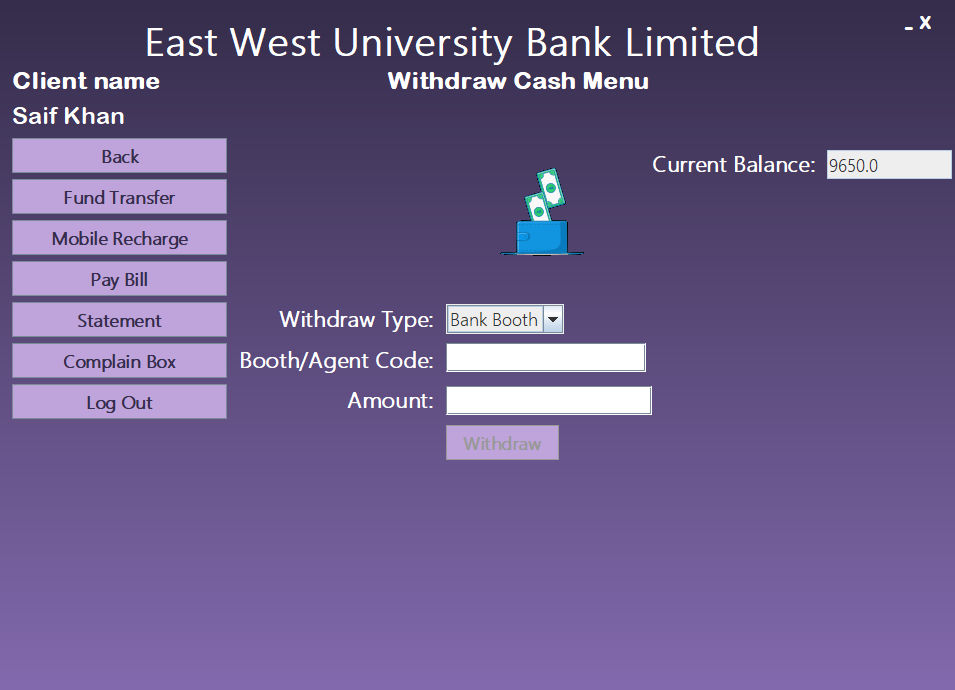 _ X
East West University Bank Limited
Client name
Withdraw Cash Menu
Saif Khan
Back
Fund Transfer
Mobile Recharge
Pay Bill
Statement
Complain Box
Log Out
Current Balance: 9650.0
Withdraw Type: Bank Booth
Booth/Agent Code:
Amount:
Withdraw